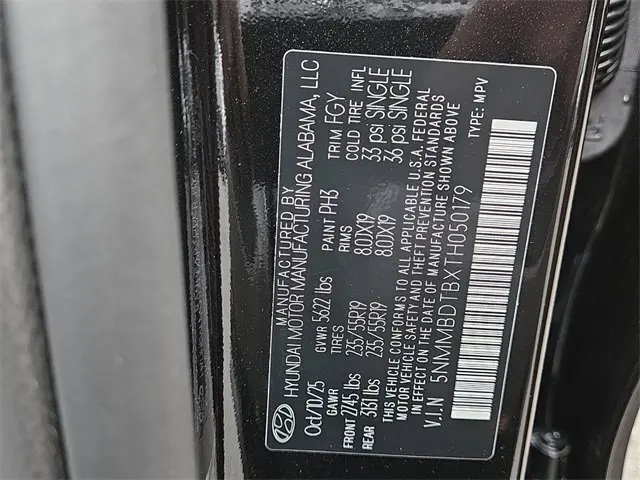 MANUFACTURED BY
HYUNDAI MOTOR MANUFACTURING ALABAMA, LLC
Oct/10/25 GVWR 5622 lbs PAINT PH3 TRIM FGY
GAWR TIRES RIMS COLD TIRE INFL
FRONT 2745 lbs 235/55R19 8.0JX19 33 psi SINGLE
REAR 3131 lbs 235/55R19 8.0JX19 36 psi SINGLE
THIS VEHICLE CONFORMS TO ALL APPLICABLE U.S.A. FEDERAL
MOTOR VEHICLE SAFETY AND THEFT PREVENTION STANDARDS
IN EFFECT ON THE DATE OF MANUFACTURE SHOWN ABOVE
V.I.N 5NMMBDTBXTH050179 TYPE: MPV